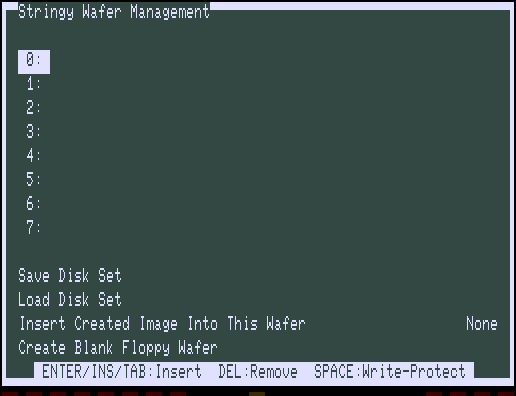 Stringy Wafer Management
0:
1:
2:
3:
4:
5:
6:
7:
Save Disk Set
Load Disk Set
Insert Created Image Into This Wafer None
Create Blank Floppy Wafer
ENTER/INS/TAB:Insert DEL:Remove SPACE:Write-Protect